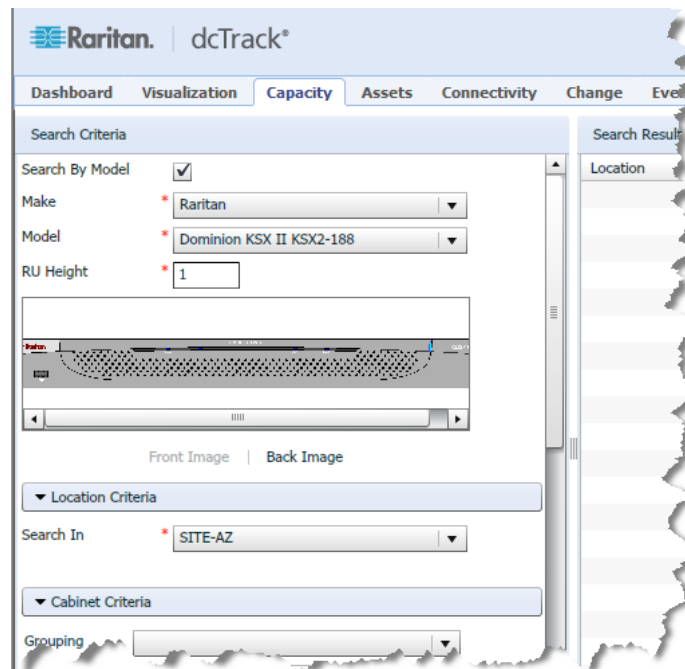 Raritan. dcTrack®
Dashboard Visualization Capacity Assets Connectivity Change
Search Criteria
Search Result
Search By Model
Location
Make * Raritan
Model * Dominion KSX II KSX2-188
RU Height * 1
Front Image | Back Image
Location Criteria
Search In * SITE-AZ
Cabinet Criteria
Grouping